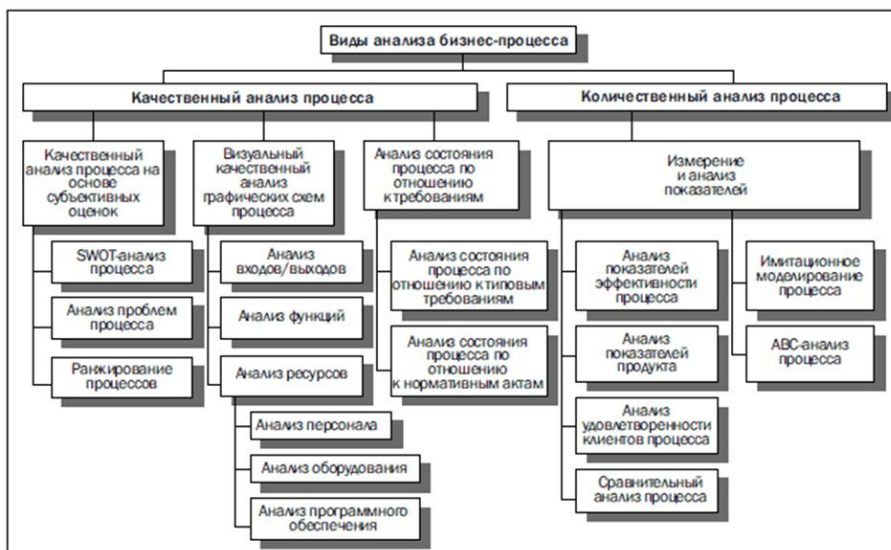 Виды анализа бизнес-процесса
Качественный анализ процесса
Количественный анализ процесса
Качественный
анализ процесса на
основе
субъективных
оценок
SWOT-анализ
процесса
Анализ проблем
процесса
Ранжирование
процессов
Визуальный
качественный
анализ
графических схем
процесса
Анализ
входов/выходов
Анализ функций
Анализ ресурсов
Анализ персонала
Анализ оборудования
Анализ программного
обеспечения
Анализ состояния
процесса по
отношению
к требованиям
Анализ состояния
процесса по
отношению к типовым
требованиям
Анализ состояния
процесса по
отношению
к нормативным актам
Измерение
и анализ
показателей
Анализ
показателей
эффективности
процесса
Анализ
показателей
продукта
Анализ
удовлетворенности
клиентов процесса
Сравнительный
анализ процесса
Имитационное
моделирование
процесса
ABC-анализ
процесса